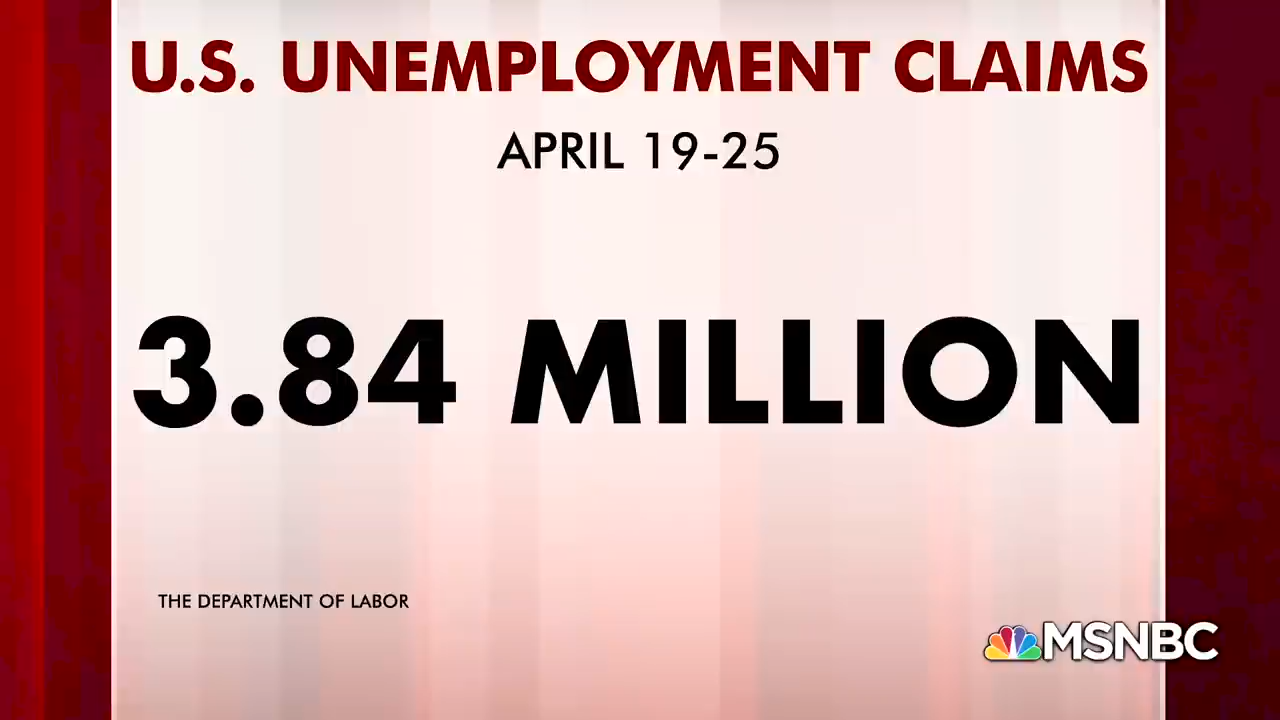 U.S. UNEMPLOYMENT CLAIMS
APRIL 19-25
3.84 MILLION
THE DEPARTMENT OF LABOR
MSNBC